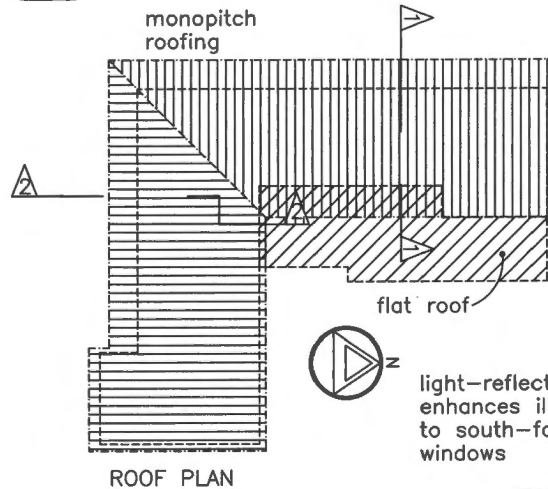 monopitch
roofing
1
2
2
1
flat roof
N
light-reflect
enhances il
to south-fa
windows
ROOF PLAN